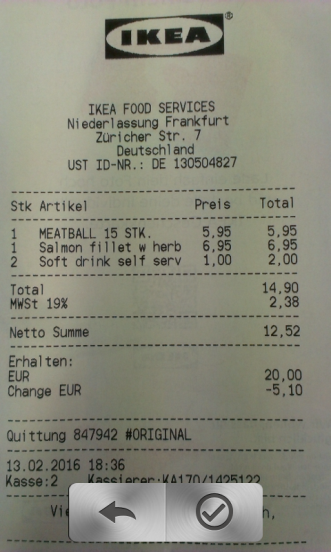 IKEA®
IKEA FOOD SERVICES
Niederlassung Frankfurt
Züricher Str. 7
Deutschland
UST ID-NR.: DE 130504827
Stk Artikel Preis Total
1 MEATBALL 15 STK. 5,95 5,95
1 Salmon fillet w herb 6,95 6,95
2 Soft drink self serv 1,00 2,00
Total 14,90
MWSt 19% 2,38
Netto Summe 12,52
Erhalten:
EUR 20,00
Change EUR -5,10
Quittung 847942 #ORIGINAL
13.02.2016 18:36
Kasse:2 Kassierer:KA170/1425122